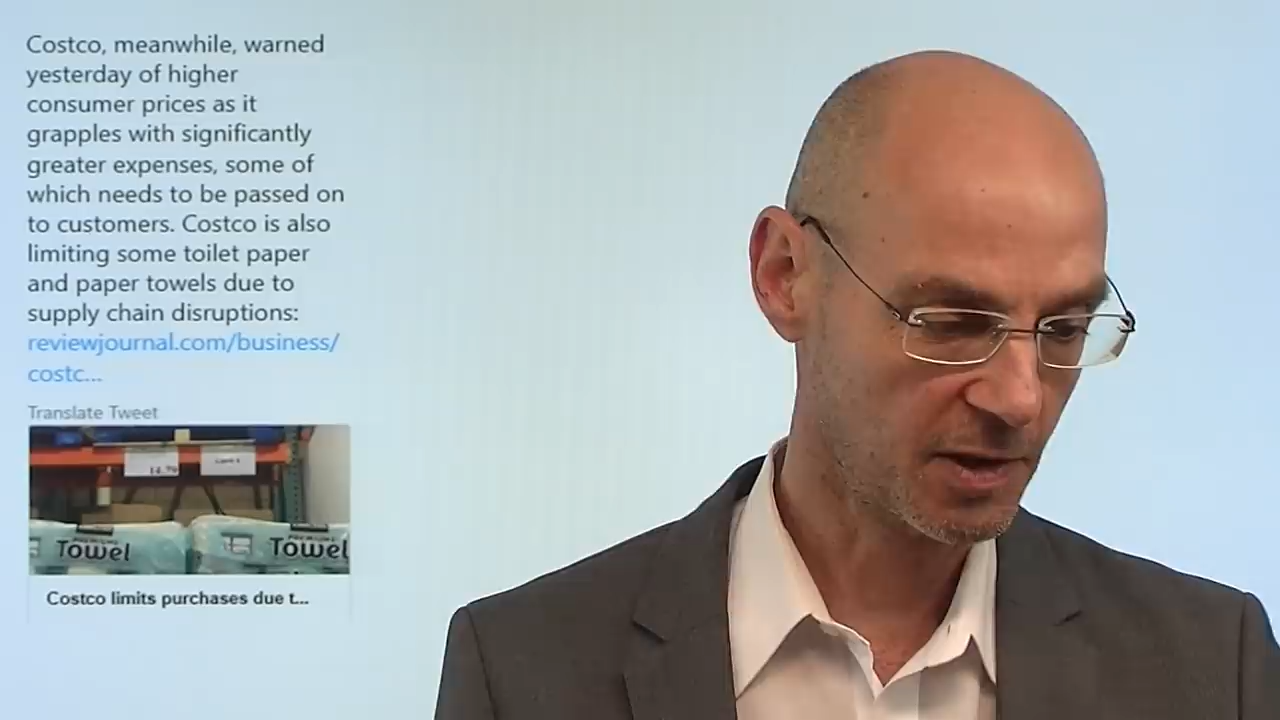 Costco, meanwhile, warned
yesterday of higher
consumer prices as it
grapples with significantly
greater expenses, some of
which needs to be passed on
to customers. Costco is also
limiting some toilet paper
and paper towels due to
supply chain disruptions:
reviewjournal.com/business/
costc...
Translate Tweet
Towel
Towel
Costco limits purchases due t...